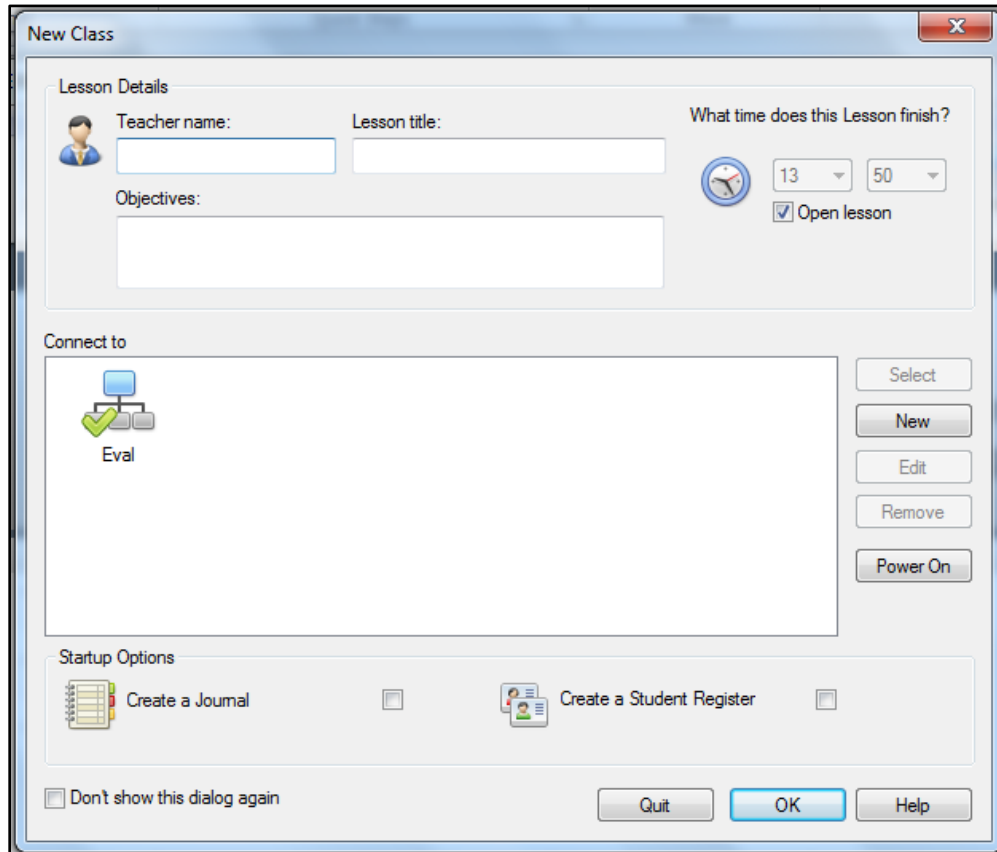 New Class
Lesson Details
Teacher name:
Lesson title:
What time does this Lesson finish?
13
50
Open lesson
Objectives:
Connect to
Eval
Select
New
Edit
Remove
Power On
Startup Options
Create a Journal
Create a Student Register
Don't show this dialog again
Quit
OK
Help